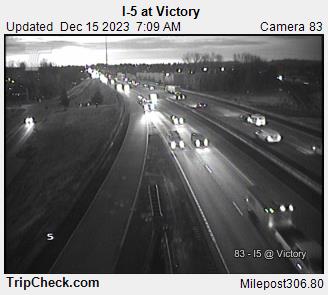 I-5 at Victory
Updated  Dec 15 2023  7:09 AM  Camera 83
S
83 - I5 @ Victory
TripCheck.com  Milepost306.80